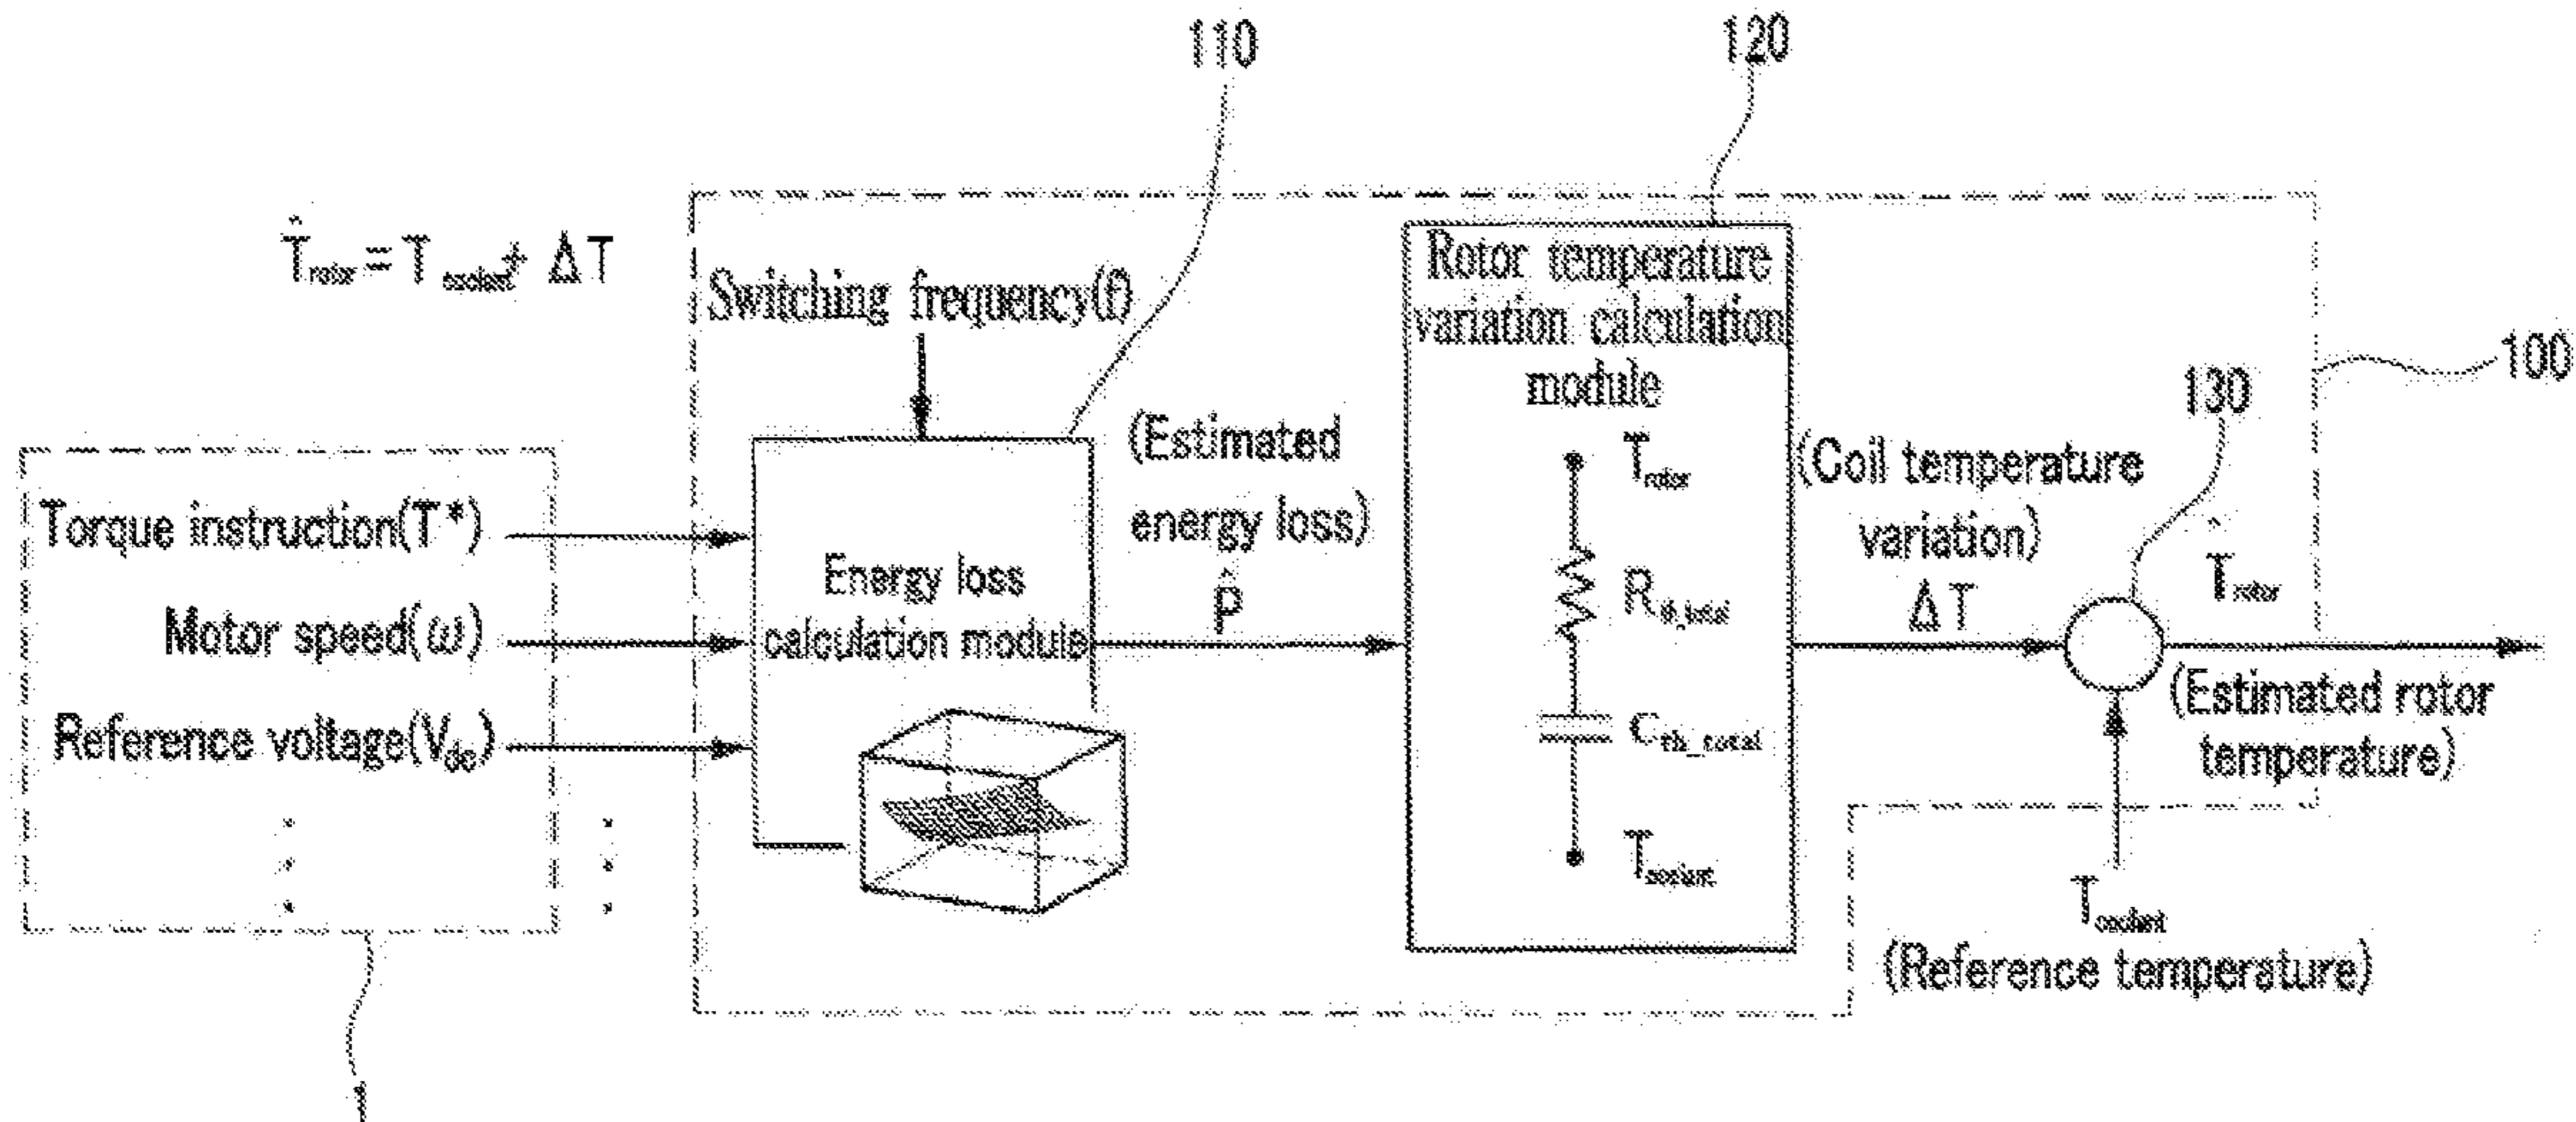 110
120
T̂rotor = Tcoolant + ΔT
Switching frequency(f)
Rotor temperature
variation calculation
module
100
130
(Estimated
energy loss)
P̂
Trotor
(Coil temperature
variation)
ΔT
T̂rotor
Torque instruction(T*)
Motor speed(ω)
Reference voltage(Vdc)
Energy loss
calculation module
Rth_total
Cth_total
Tcoolant
(Estimated rotor
temperature)
Tcoolant
(Reference temperature)
1